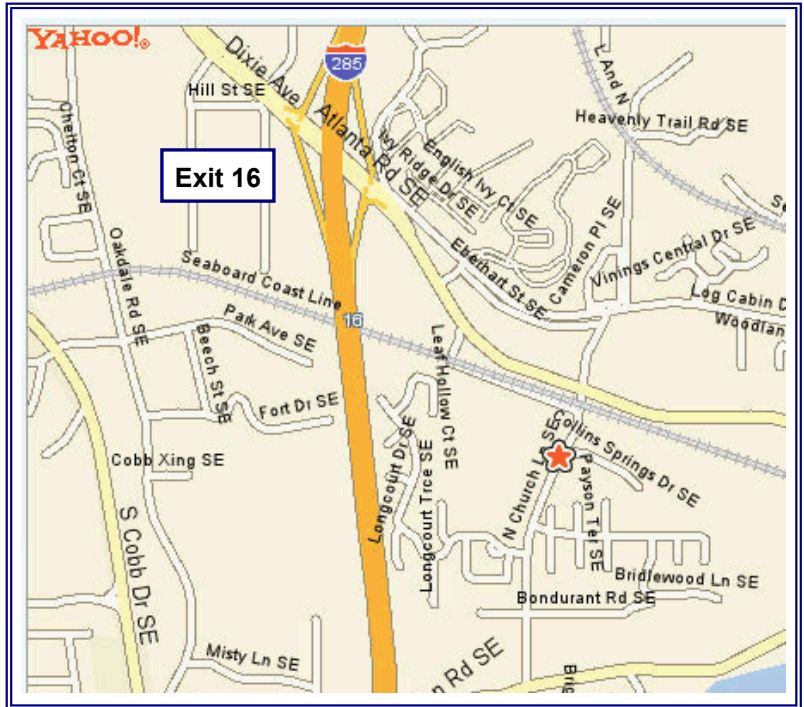 YAHOO!®
Dixie Ave
285
L And N
Hill St SE
Atlanta Rd SE
Heavenly Trail Rd SE
Chelton Ct SE
Ivy Ridge Dr SE
English Ivy Ct SE
Exit 16
Cameron Pl SE
Oakdale Rd SE
Eberhart St SE
Vinings Central Dr SE
Seaboard Coast Line
Log Cabin D
Woodlan
Park Ave SE
16
Beech St SE
Leaf Hollow Ct SE
Fort Dr SE
Collins Springs Dr SE
Cobb Xing SE
Longcourt Dr SE
Longcourt Trce SE
N Church L SE
Payson Ter SE
S Cobb Dr SE
Bridlewood Ln SE
Bondurant Rd SE
Misty Ln SE
n Rd SE